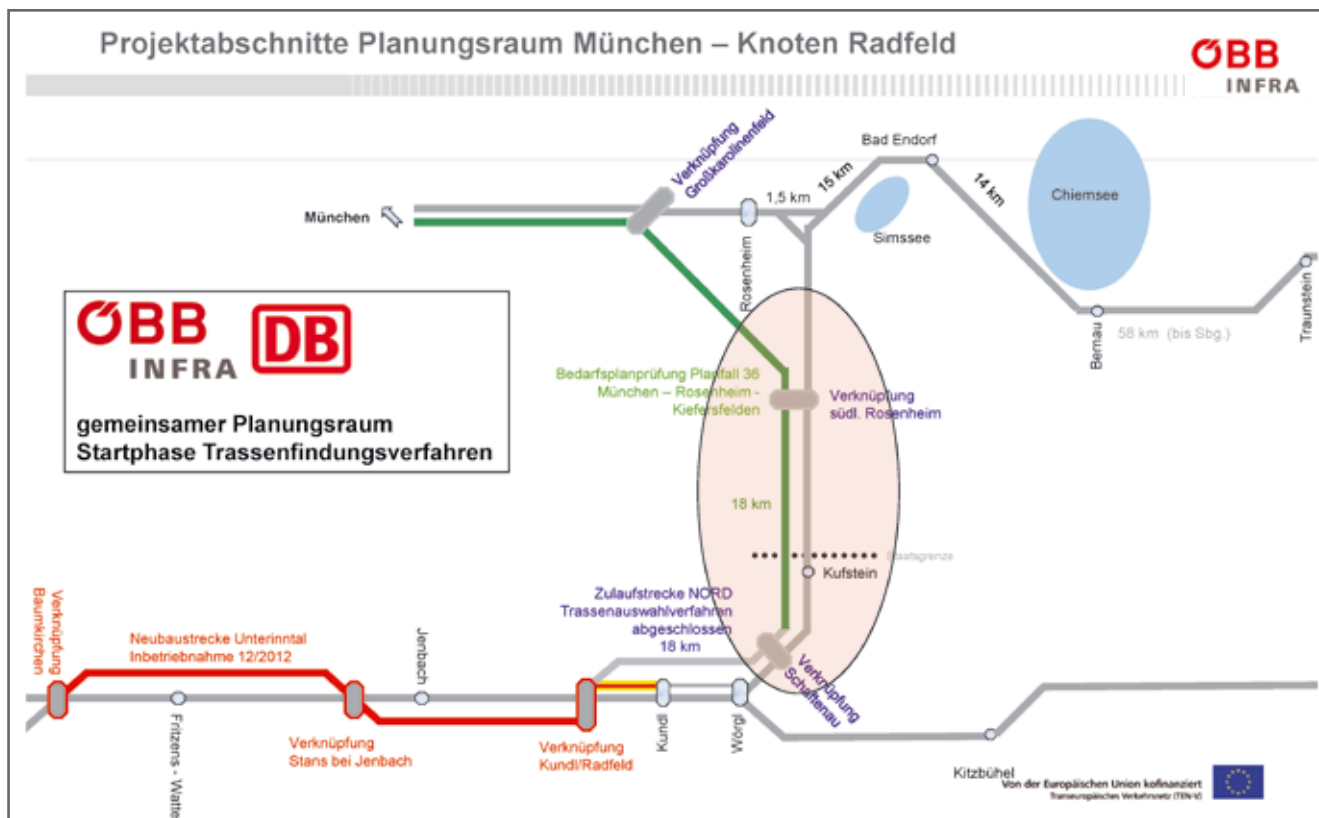 Projektabschnitte Planungsraum München – Knoten Radfeld
ÖBB
INFRA
Verknüpfung
Großkarolinenfeld
Bad Endorf
15 km
14 km
1,5 km
Chiemsee
München
Simssee
Rosenheim
Traunstein
Bernau
58 km (bis Sbg.)
ÖBB
INFRA
DB
gemeinsamer Planungsraum
Startphase Trassenfindungsverfahren
Bedarfsplanprüfung Planfall 36
München – Rosenheim -
Kiefersfelden
Verknüpfung
südl. Rosenheim
18 km
Staatsgrenze
Kufstein
Zulaufstrecke NORD
Trassenauswahlverfahren
abgeschlossen
18 km
Verknüpfung
Schaftenau
Verknüpfung
Baumkirchen
Neubaustrecke Unterinntal
Inbetriebnahme 12/2012
Jenbach
Fritzens - Watte
Verknüpfung
Stans bei Jenbach
Verknüpfung
Kundl/Radfeld
Kundl
Wörgl
Kitzbühel
Von der Europäischen Union kofinanziert
Transeuropäisches Verkehrsnetz (TEN-V)